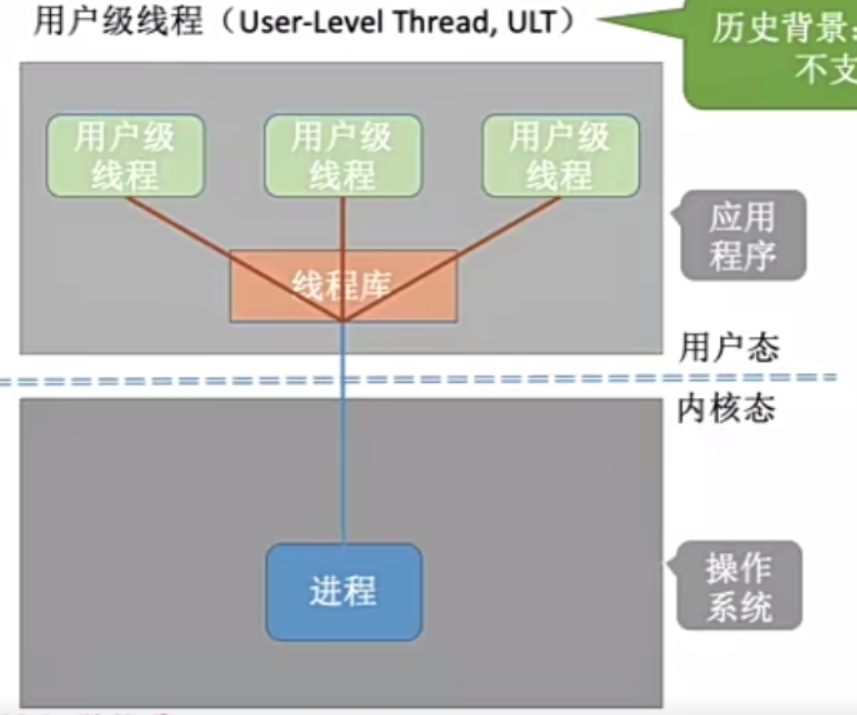 用户级线程（User-Level Thread, ULT）
历史背景：
不支
用户级
线程
用户级
线程
用户级
线程
线程库
应用
程序
用户态
内核态
进程
操作
系统